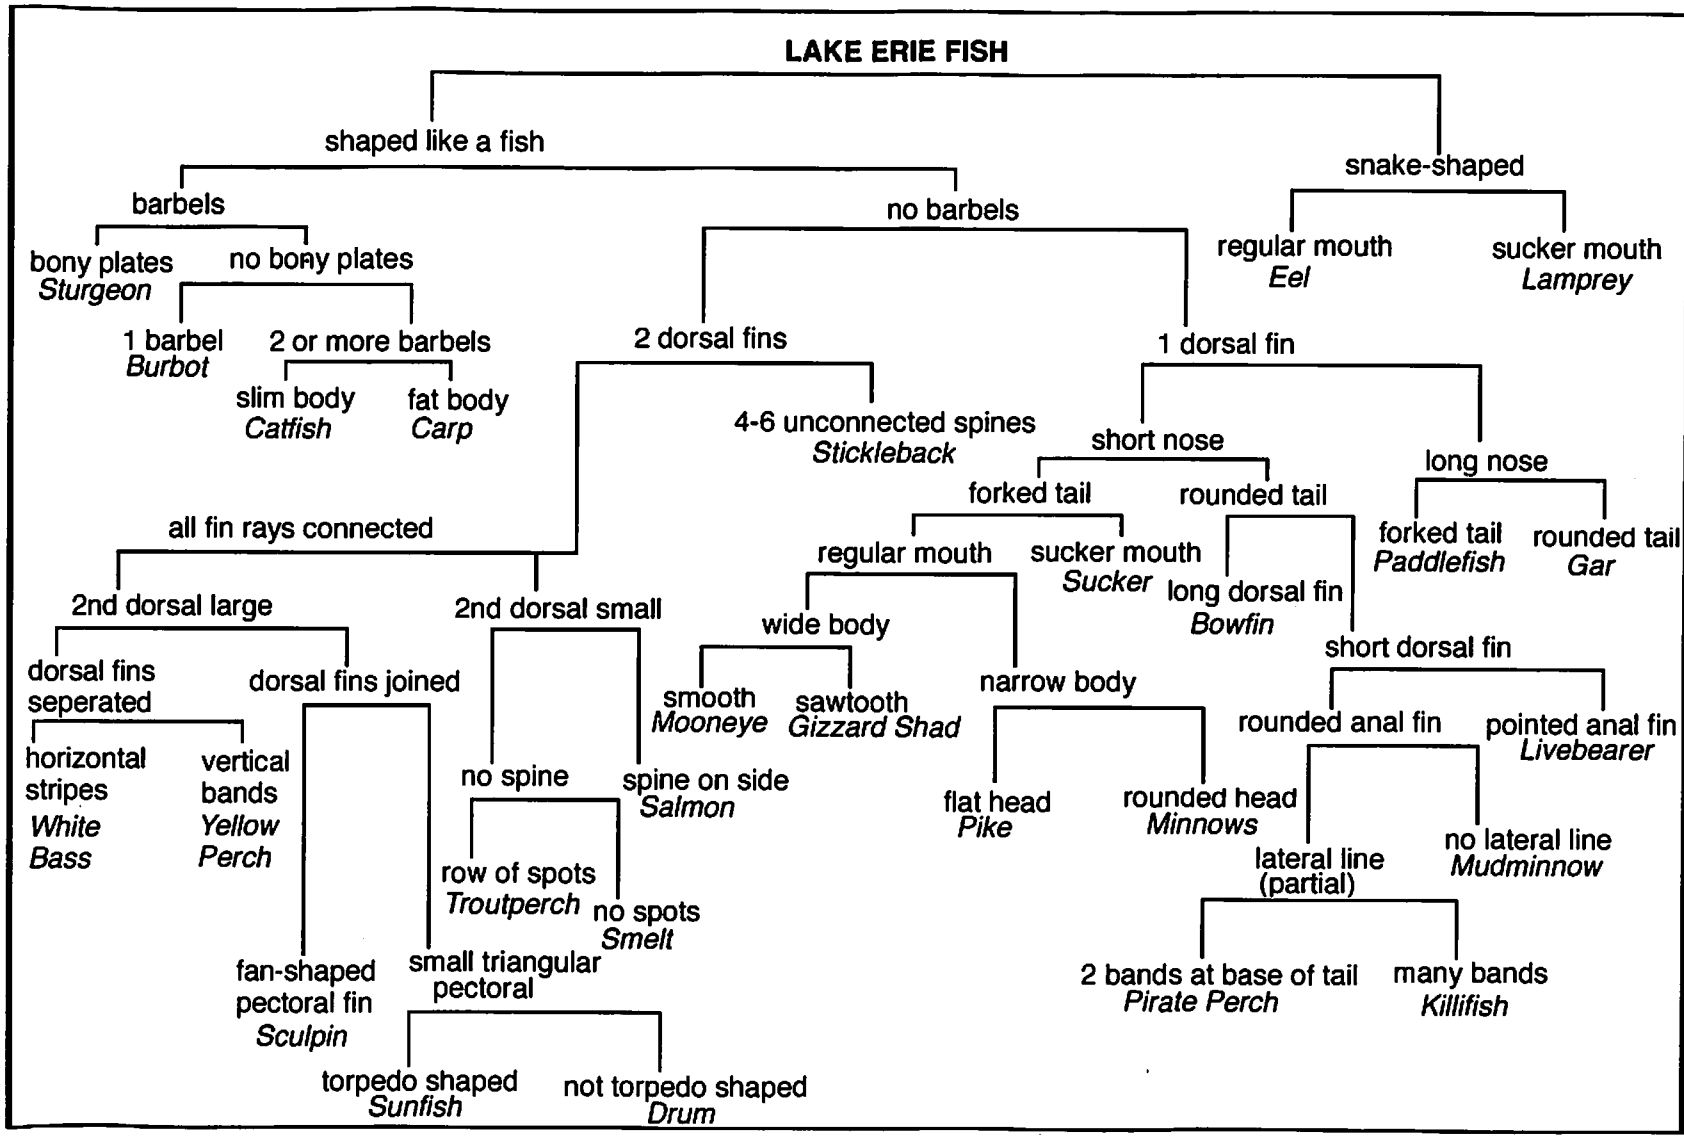 LAKE ERIE FISH
shaped like a fish
snake-shaped
barbels
no barbels
regular mouth
Eel
sucker mouth
Lamprey
bony plates
Sturgeon
no bony plates
1 barbel
Burbot
2 or more barbels
slim body
Catfish
fat body
Carp
2 dorsal fins
1 dorsal fin
4-6 unconnected spines
Stickleback
short nose
long nose
forked tail
rounded tail
forked tail
Paddlefish
rounded tail
Gar
all fin rays connected
regular mouth
sucker mouth
Sucker
long dorsal fin
Bowfin
2nd dorsal large
2nd dorsal small
wide body
short dorsal fin
dorsal fins
seperated
dorsal fins joined
smooth
Mooneye
sawtooth
Gizzard Shad
narrow body
rounded anal fin
pointed anal fin
Livebearer
horizontal
stripes
White
Bass
vertical
bands
Yellow
Perch
no spine
spine on side
Salmon
flat head
Pike
rounded head
Minnows
lateral line
(partial)
no lateral line
Mudminnow
row of spots
Troutperch
no spots
Smelt
fan-shaped
pectoral fin
Sculpin
small triangular
pectoral
2 bands at base of tail
Pirate Perch
many bands
Killifish
torpedo shaped
Sunfish
not torpedo shaped
Drum